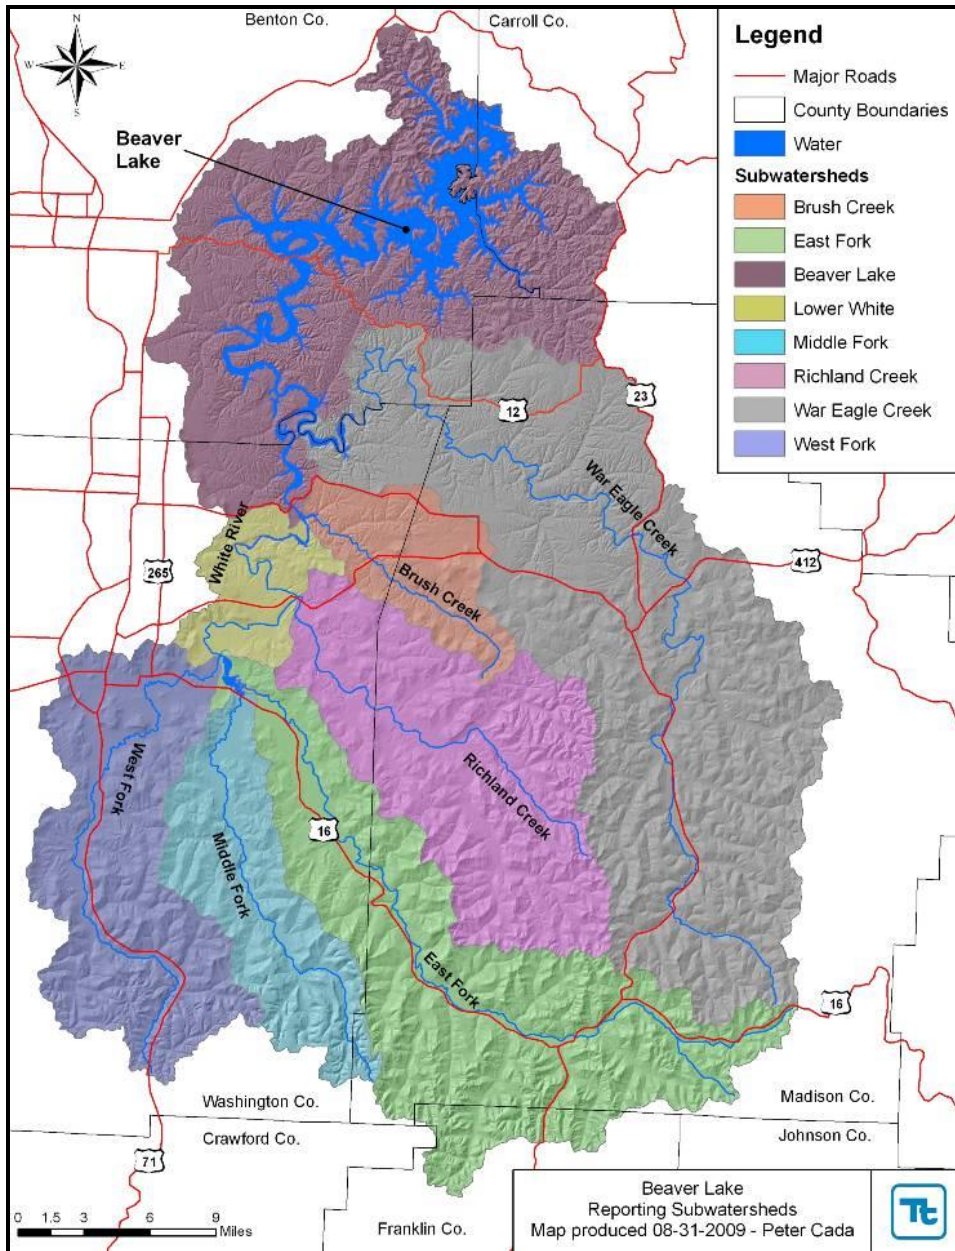 Benton Co.
Carroll Co.
N
W
E
S
Beaver
Lake
Legend
Major Roads
County Boundaries
Water
Subwatersheds
Brush Creek
East Fork
Beaver Lake
Lower White
Middle Fork
Richland Creek
War Eagle Creek
West Fork
23
12
War Eagle Creek
White River
412
265
Brush Creek
West Fork
Richland Creek
16
Middle Fork
East Fork
16
Washington Co.
Madison Co.
Crawford Co.
Johnson Co.
71
0 1.5 3 6 9
Miles
Franklin Co.
Beaver Lake
Reporting Subwatersheds
Map produced 08-31-2009 - Peter Cada
Tt